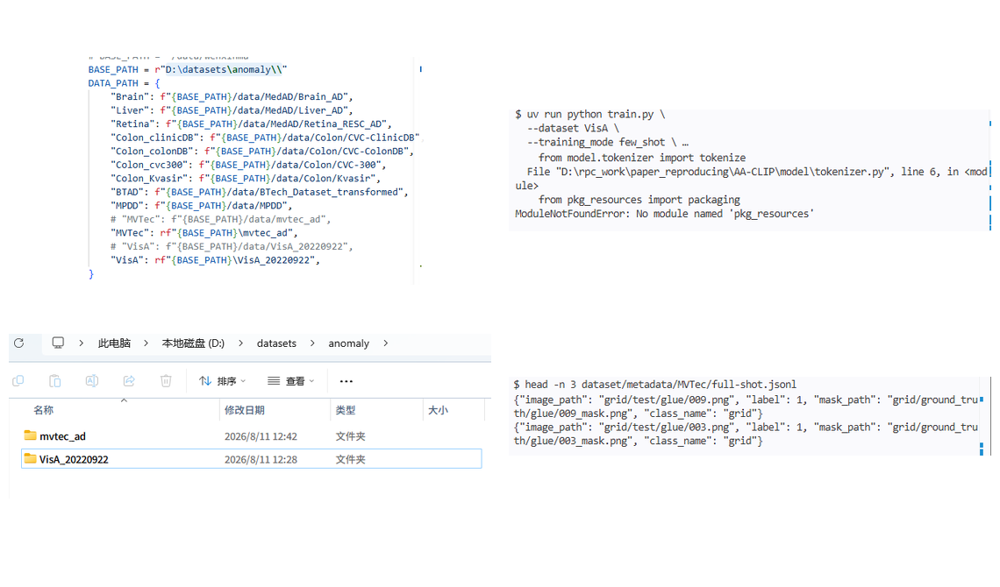 BASE_PATH = r"D:\datasets\anomaly\\"
DATA_PATH = {
"Brain": f"{BASE_PATH}/data/MedAD/Brain_AD",
"Liver": f"{BASE_PATH}/data/MedAD/Liver_AD",
"Retina": f"{BASE_PATH}/data/MedAD/Retina_RESC_AD",
"Colon_clinicDB": f"{BASE_PATH}/data/Colon/CVC-ClinicDB",
"Colon_colonDB": f"{BASE_PATH}/data/Colon/CVC-ColonDB",
"Colon_cvc300": f"{BASE_PATH}/data/Colon/CVC-300",
"Colon_Kvasir": f"{BASE_PATH}/data/Colon/Kvasir",
"BTAD": f"{BASE_PATH}/data/BTech_Dataset_transformed",
"MPDD": f"{BASE_PATH}/data/MPDD",
# "MVTec": f"{BASE_PATH}/data/mvtec_ad",
"MVTec": rf"{BASE_PATH}\mvtec_ad",
# "VisA": f"{BASE_PATH}/data/VisA_20220922",
"VisA": rf"{BASE_PATH}\VisA_20220922",
}
$ uv run python train.py \
--dataset VisA \
--training_mode few_shot \ …
from model.tokenizer import tokenize
File "D:\rpc_work\paper_reproducing\AA-CLIP\model\tokenizer.py", line 6, in <mod
ule>
from pkg_resources import packaging
ModuleNotFoundError: No module named 'pkg_resources'
此电脑 > 本地磁盘 (D:) > datasets > anomaly >
排序 查看 ···
名称 修改日期 类型 大小
mvtec_ad 2026/8/11 12:42 文件夹
VisA_20220922 2026/8/11 12:28 文件夹
$ head -n 3 dataset/metadata/MVTec/full-shot.jsonl
{"image_path": "grid/test/glue/009.png", "label": 1, "mask_path": "grid/ground_tru
th/glue/009_mask.png", "class_name": "grid"}
{"image_path": "grid/test/glue/003.png", "label": 1, "mask_path": "grid/ground_tru
th/glue/003_mask.png", "class_name": "grid"}